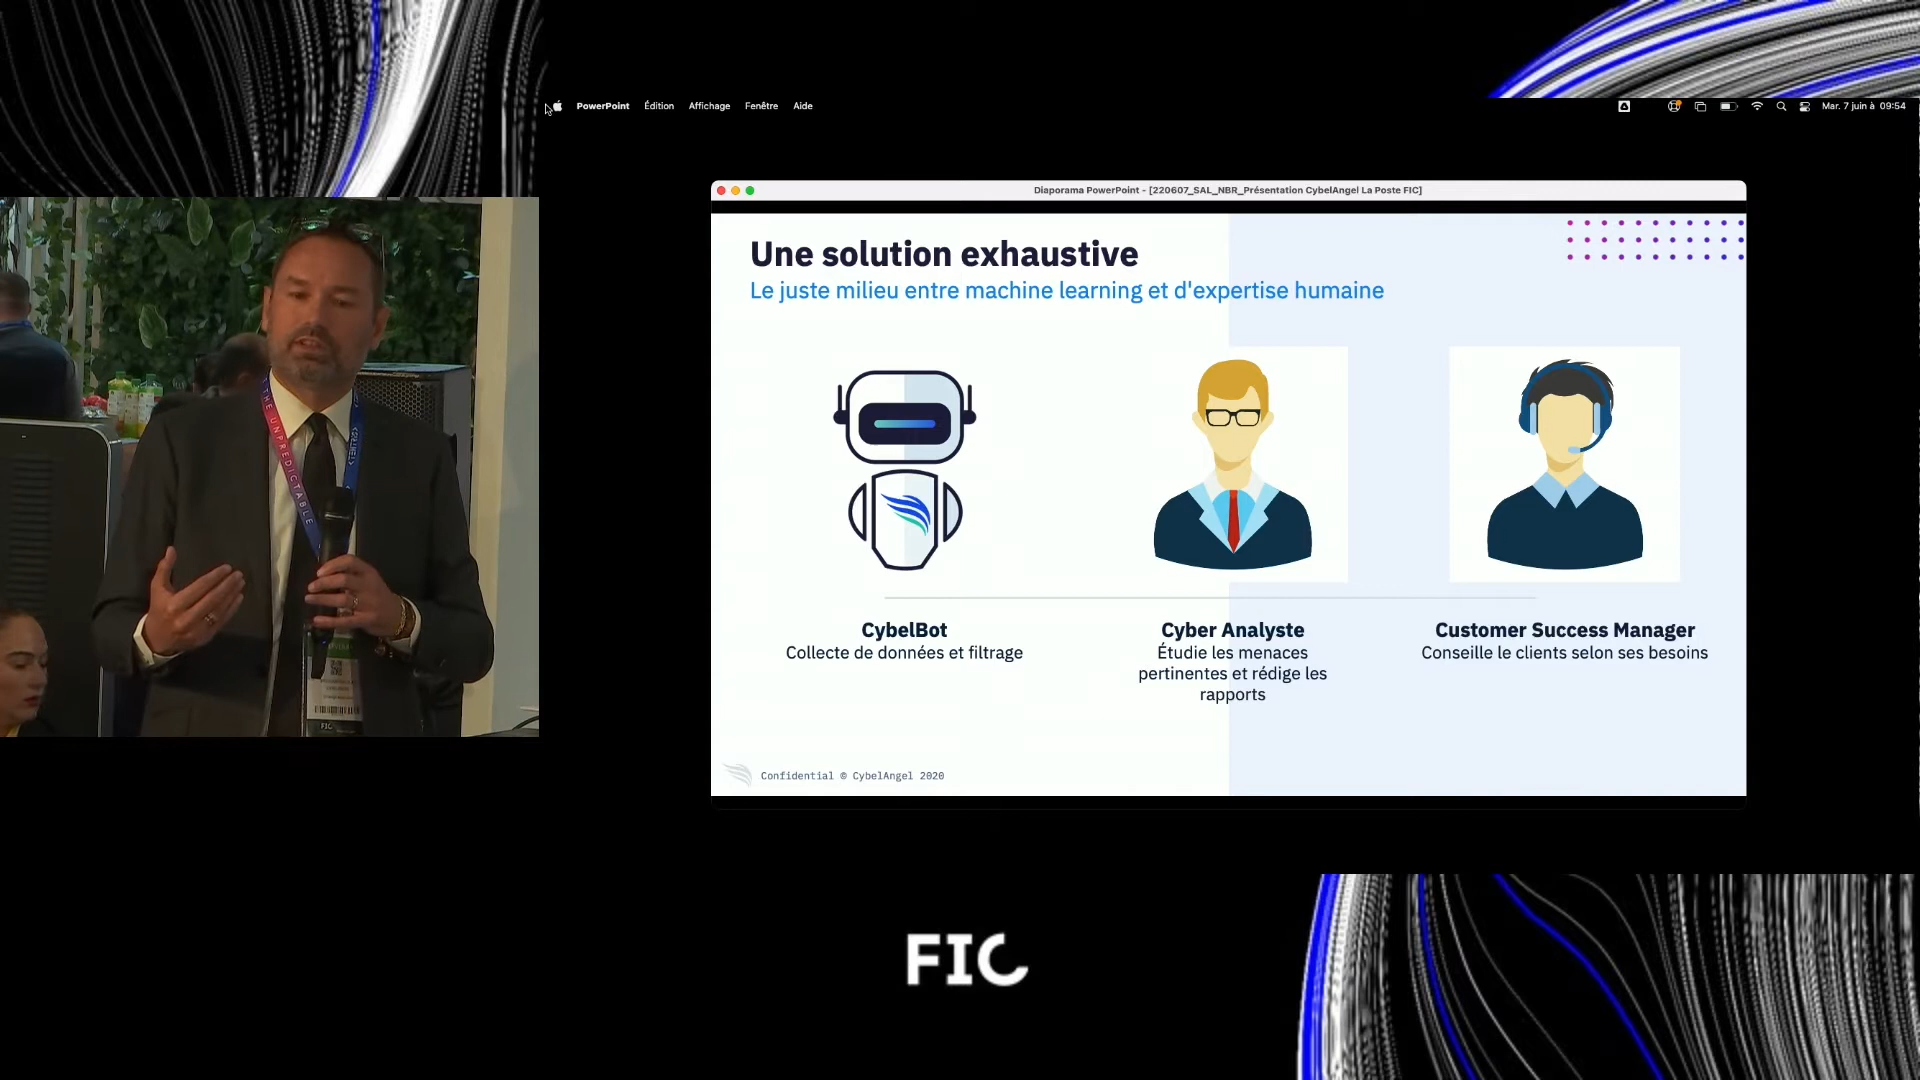 PowerPoint Édition Affichage Fenêtre Aide
Mar. 7 juin à 09:54
Diaporama PowerPoint - [220607_SAL_NBR_Présentation CybelAngel La Poste FIC]
Une solution exhaustive
Le juste milieu entre machine learning et d'expertise humaine
CybelBot
Collecte de données et filtrage
Cyber Analyste
Étudie les menaces
pertinentes et rédige les
rapports
Customer Success Manager
Conseille le clients selon ses besoins
Confidential © CybelAngel 2020
THE UNPREDICTABLE
FIC
FIC